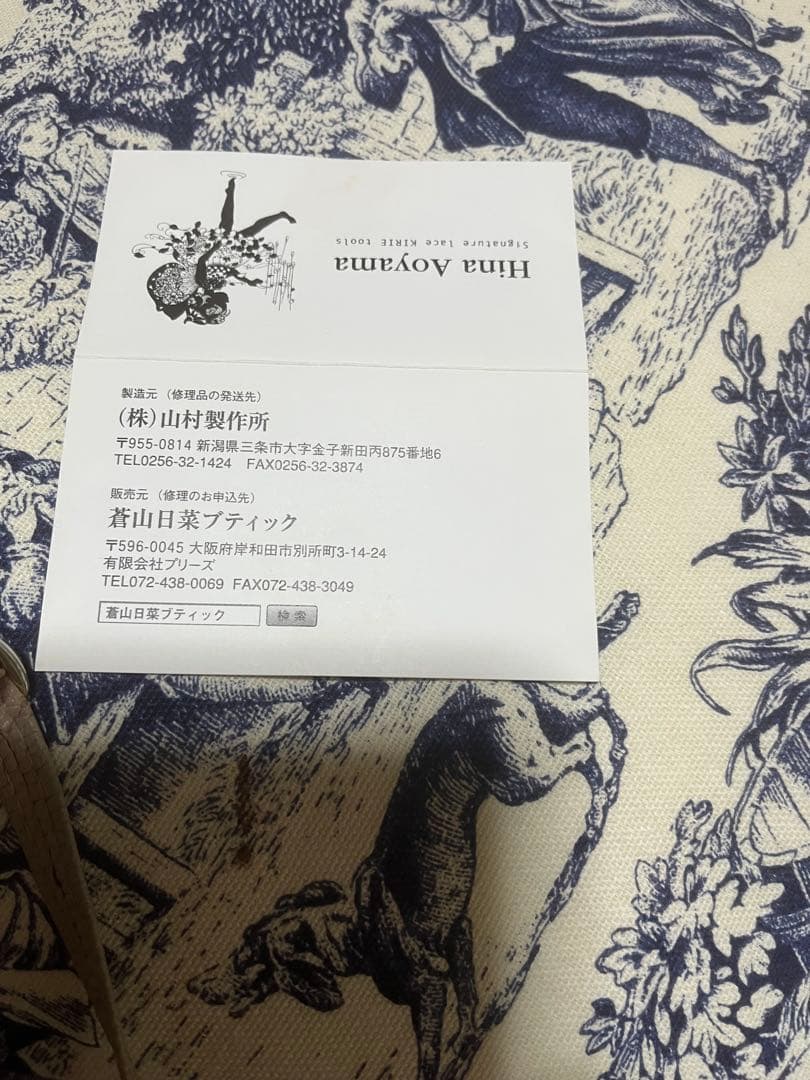 Hina Aoyama
Signature lace KIRIE tools
製造元（修理品の発送先）
（株）山村製作所
〒955-0814 新潟県三条市大字金子新田丙875番地6
TEL0256-32-1424 FAX0256-32-3874
販売元（修理のお申込先）
蒼山日菜ブティック
〒596-0045 大阪府岸和田市別所町3-14-24
有限会社プリーズ
TEL072-438-0069 FAX072-438-3049
蒼山日菜ブティック 検索